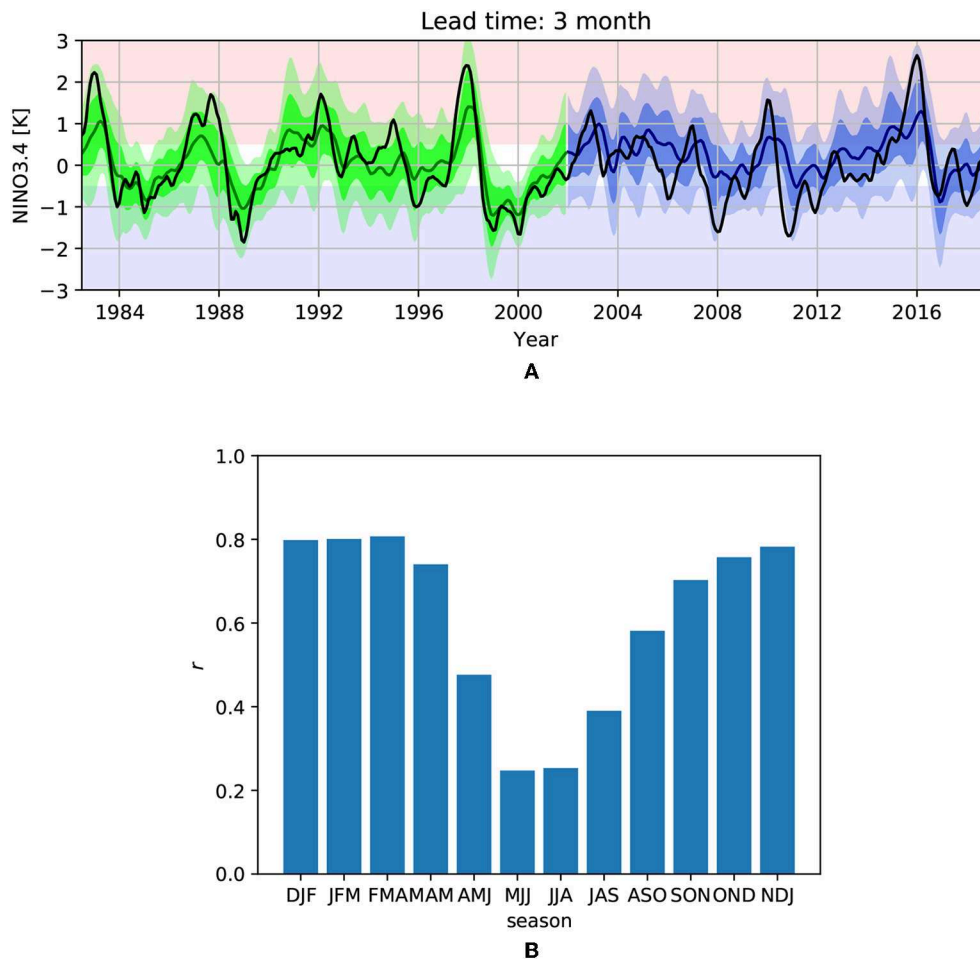 Lead time: 3 month
3
2
1
0
−1
−2
−3
NINO3.4 [K]
1984 1988 1992 1996 2000 2004 2008 2012 2016
Year
A
1.0
0.8
0.6
0.4
0.2
0.0
r
DJF JFM FMA MAM AMJ MJJ JJA JAS ASO SON OND NDJ
season
B